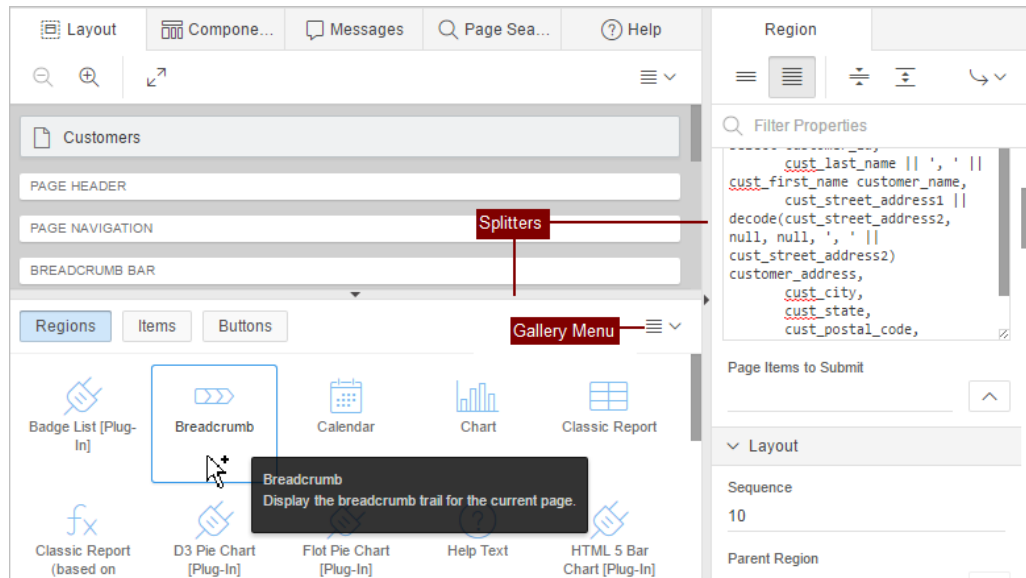 Layout
Compone...
Messages
Page Sea...
Help
Customers
PAGE HEADER
PAGE NAVIGATION
BREADCRUMB BAR
Splitters
Regions
Items
Buttons
Gallery Menu
Badge List [Plug-
In]
Breadcrumb
Calendar
Chart
Classic Report
Breadcrumb
Display the breadcrumb trail for the current page.
Classic Report
(based on
D3 Pie Chart
[Plug-In]
Flot Pie Chart
[Plug-In]
Help Text
HTML 5 Bar
Chart [Plug-In]
Region
Filter Properties
cust_last_name || ', ' ||
cust_first_name customer_name,
cust_street_address1 ||
decode(cust_street_address2,
null, null, ', ' ||
cust_street_address2)
customer_address,
cust_city,
cust_state,
cust_postal_code,
Page Items to Submit
Layout
Sequence
10
Parent Region